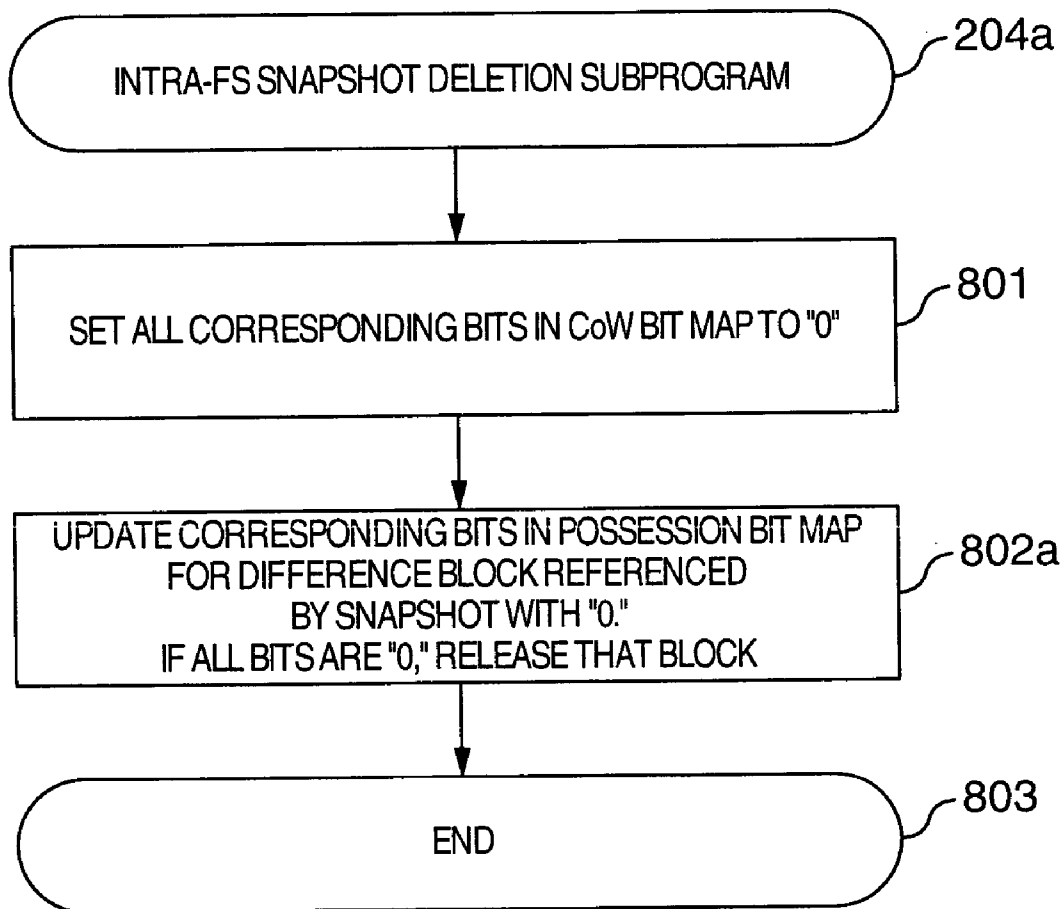 204a
INTRA-FS SNAPSHOT DELETION SUBPROGRAM
801
SET ALL CORRESPONDING BITS IN CoW BIT MAP TO "0"
UPDATE CORRESPONDING BITS IN POSSESSION BIT MAP
802a
FOR DIFFERENCE BLOCK REFERENCED
BY SNAPSHOT WITH "0."
IF ALL BITS ARE "0," RELEASE THAT BLOCK
803
END